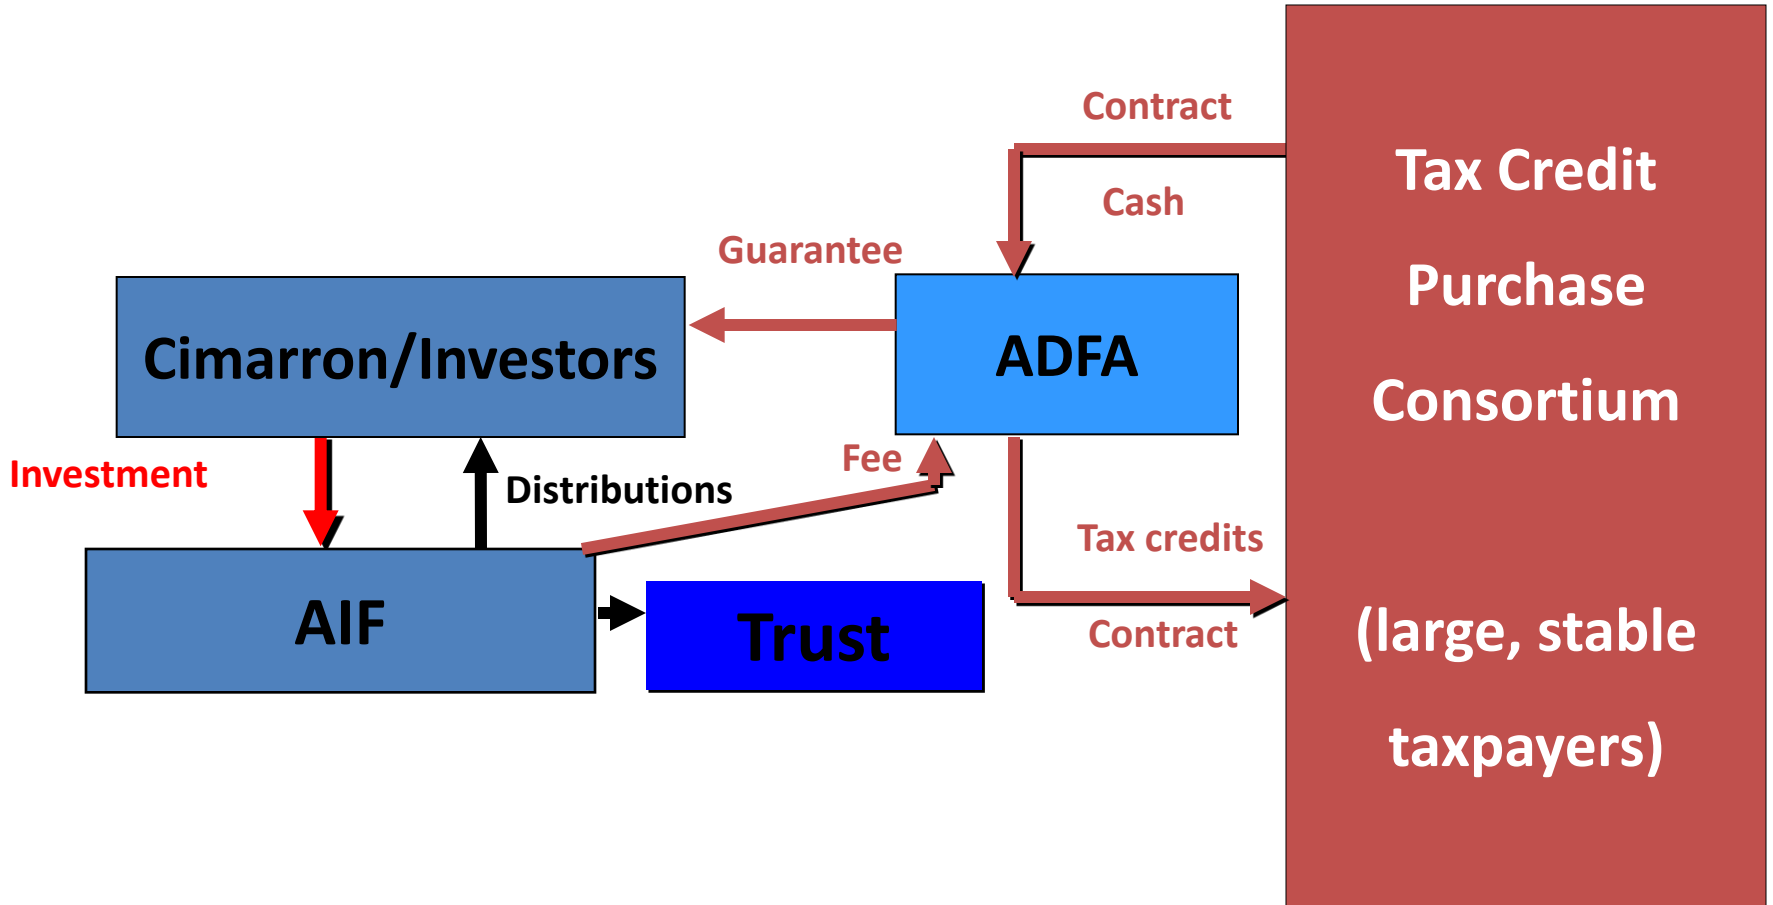 Contract
Cash
Guarantee
Cimarron/Investors
ADFA
Tax Credit
Purchase
Consortium
(large, stable
taxpayers)
Investment
Distributions
Fee
Tax credits
Contract
AIF
Trust